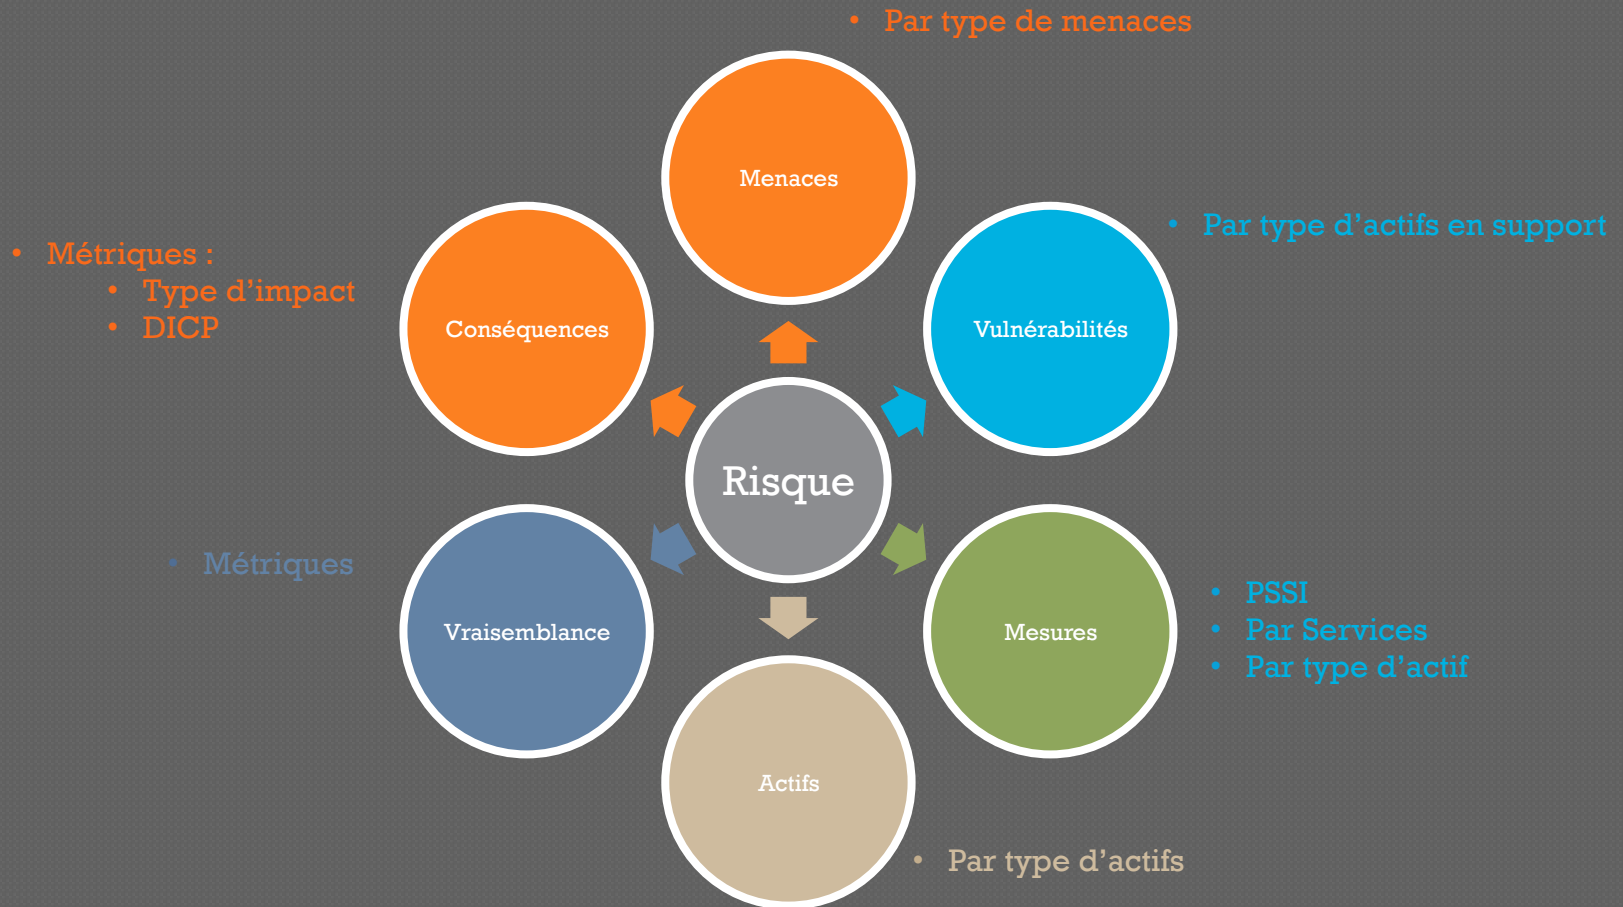 • Par type de menaces
Menaces
• Par type d'actifs en support
Vulnérabilités
• Métriques :
• Type d'impact
• DICP
Conséquences
Risque
• Métriques
Vraisemblance
Mesures
• PSSI
• Par Services
• Par type d'actif
Actifs
• Par type d'actifs